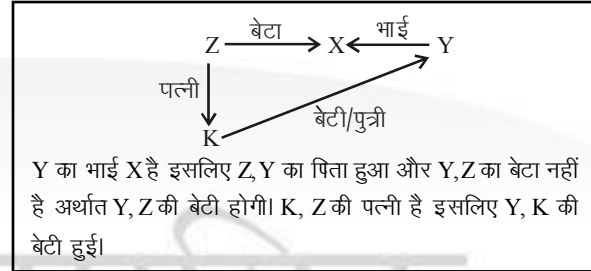 Z बेटा X भाई Y
पत्नी
बेटी/पुत्री
K
Y का भाई X है इसलिए Z,Y का पिता हुआ और Y,Z का बेटा नहीं
है अर्थात Y, Z की बेटी होगी। K, Z की पत्नी है इसलिए Y, K की
बेटी हुई।